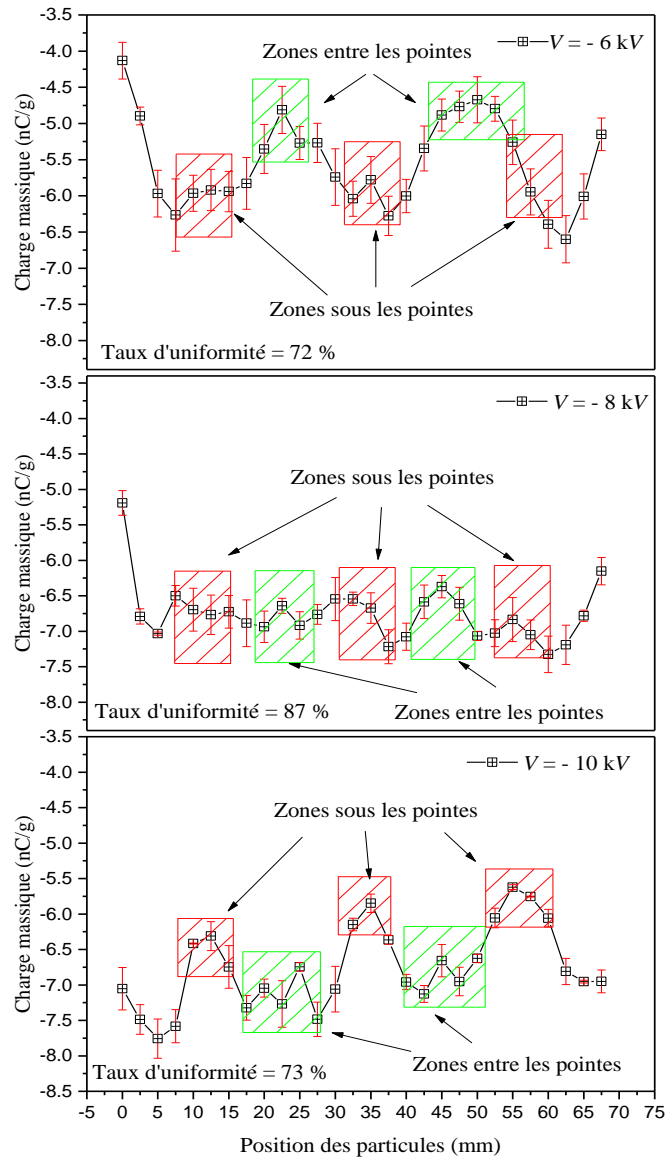 -3.5
V = - 6 kV
-4.0
Zones entre les pointes
-4.5
-5.0
-5.5
-6.0
-6.5
-7.0
Zones sous les pointes
-7.5
-8.0
Taux d'uniformité = 72 %
Charge massique (nC/g)
-3.5
V = - 8 kV
-4.0
-4.5
Zones sous les pointes
-5.0
-5.5
-6.0
-6.5
-7.0
-7.5
-8.0
Zones entre les pointes
Taux d'uniformité = 87 %
Charge massique (nC/g)
-3.5
V = - 10 kV
-4.0
-4.5
Zones sous les pointes
-5.0
-5.5
-6.0
-6.5
-7.0
-7.5
-8.0
Zones entre les pointes
Taux d'uniformité = 73 %
-8.5
Charge massique (nC/g)
-5 0 5 10 15 20 25 30 35 40 45 50 55 60 65 70 75
Position des particules (mm)